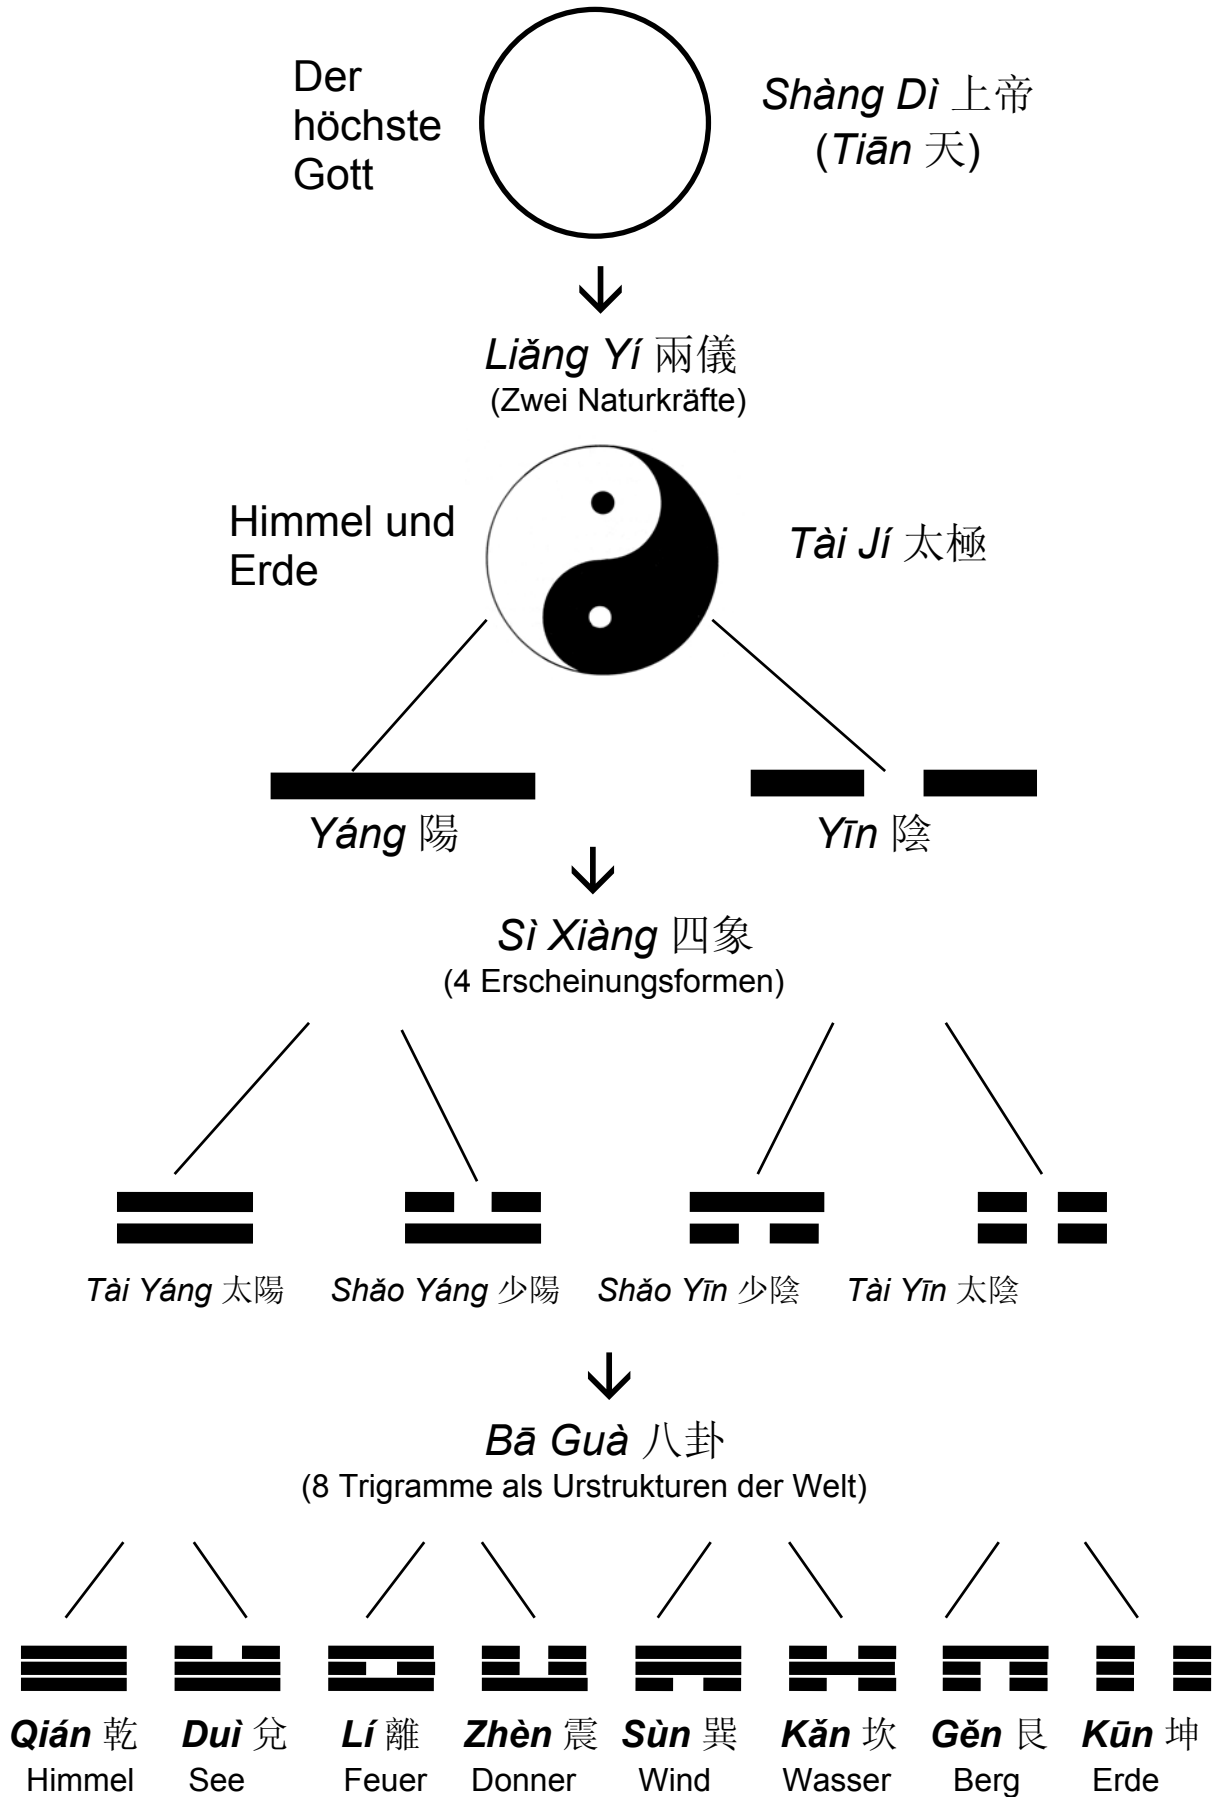 Der
höchste
Gott
Shàng Dì 上帝
(Tiān 天)
Liǎng Yí 兩儀
(Zwei Naturkräfte)
Himmel und
Erde
Tài Jí 太極
Yáng 陽
Yīn 陰
Sì Xiàng 四象
(4 Erscheinungsformen)
Tài Yáng 太陽
Shǎo Yáng 少陽
Shǎo Yīn 少陰
Tài Yīn 太陰
Bā Guà 八卦
(8 Trigramme als Urstrukturen der Welt)
Qián 乾
Duì 兌
Lí 離
Zhèn 震
Sùn 巽
Kǎn 坎
Gěn 艮
Kūn 坤
Himmel
See
Feuer
Donner
Wind
Wasser
Berg
Erde